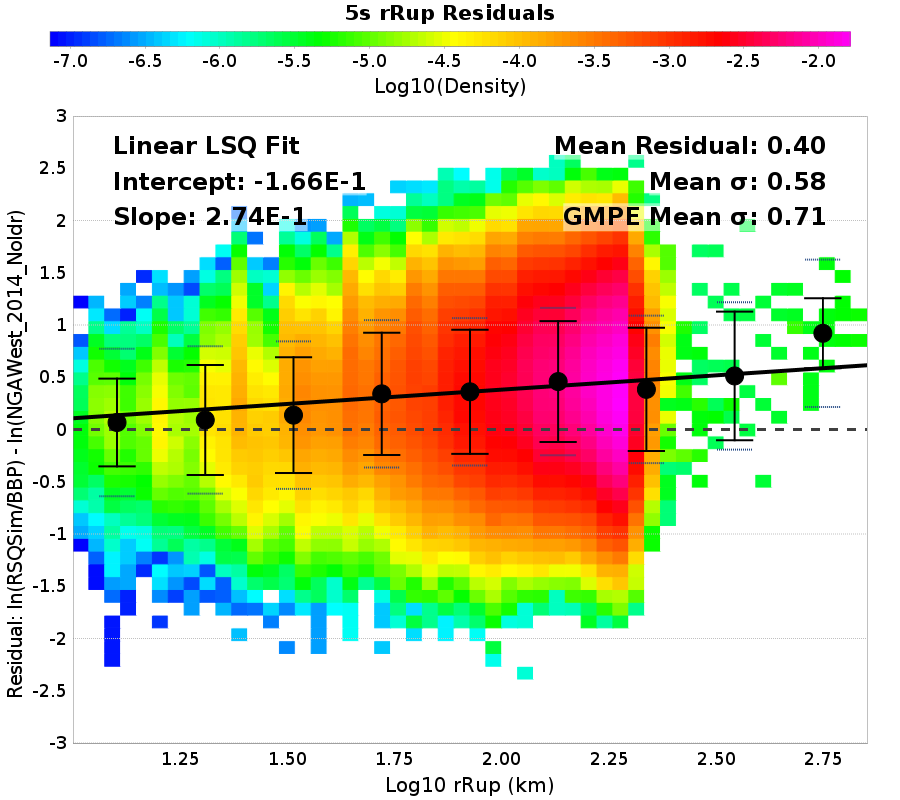 5s rRup Residuals
-7.0 -6.5 -6.0 -5.5 -5.0 -4.5 -4.0 -3.5 -3.0 -2.5 -2.0
Log10(Density)
Linear LSQ Fit
Intercept: -1.66E-1
Slope: 2.74E-1
Mean Residual: 0.40
Mean σ: 0.58
GMPE Mean σ: 0.71
Residual: ln(RSQSim/BBP) - ln(NGAWest_2014_NoIdr)
3
2.5
2
1.5
1
0.5
0
-0.5
-1
-1.5
-2
-2.5
-3
1.25 1.50 1.75 2.00 2.25 2.50 2.75
Log10 rRup (km)